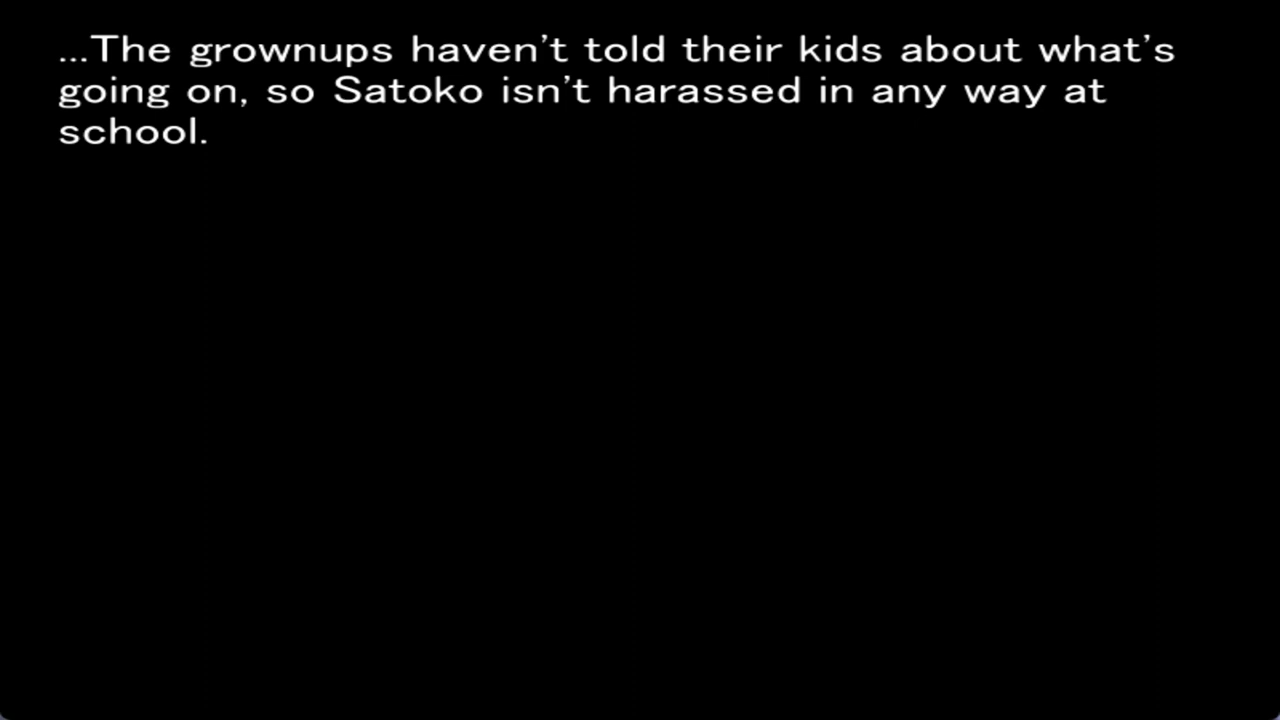 ...The grownups haven't told their kids about what's
going on, so Satoko isn't harassed in any way at
school.